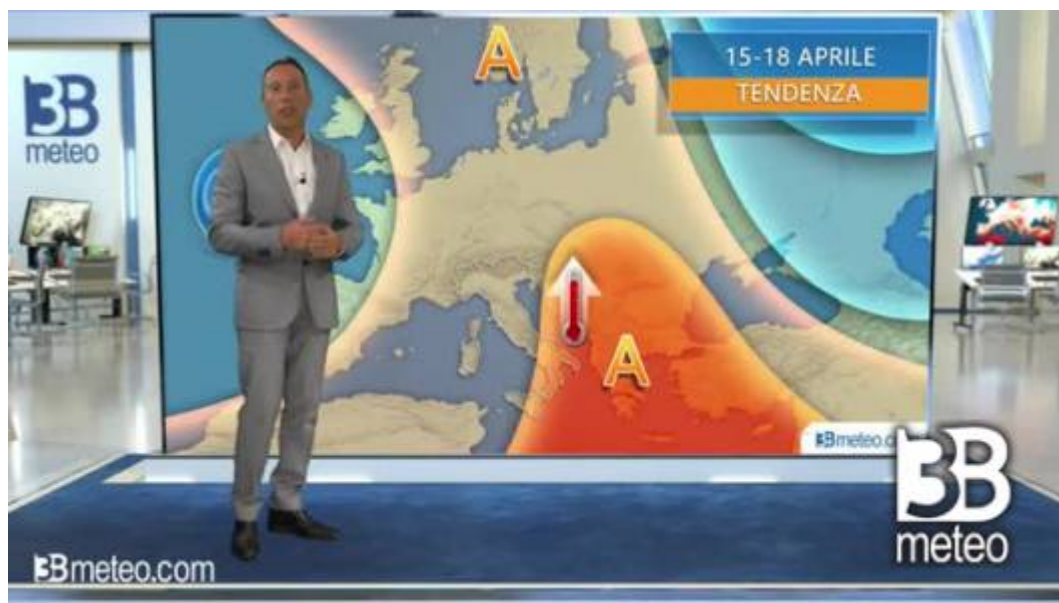 3B
meteo
A
15-18 APRILE
TENDENZA
A
3Bmeteo.c
3B
meteo
3Bmeteo.com